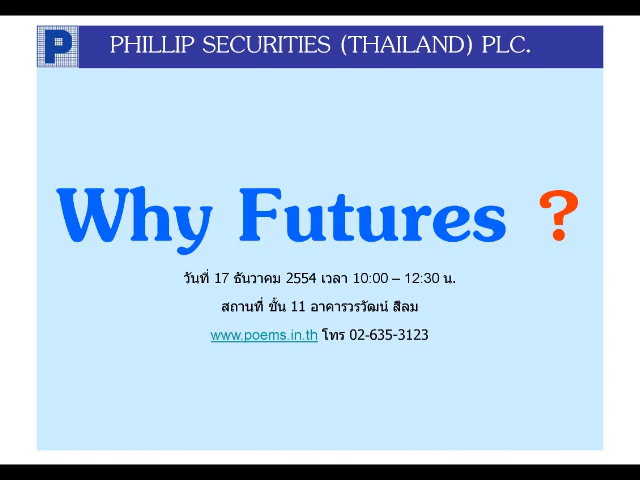 P
PHILLIP SECURITIES (THAILAND) PLC.
Why Futures ?
วันที่ 17 ธันวาคม 2554 เวลา 10:00 – 12:30 น.
สถานที่ ชั้น 11 อาคารวรวัฒน์ สีลม
www.poems.in.th โทร 02-635-3123